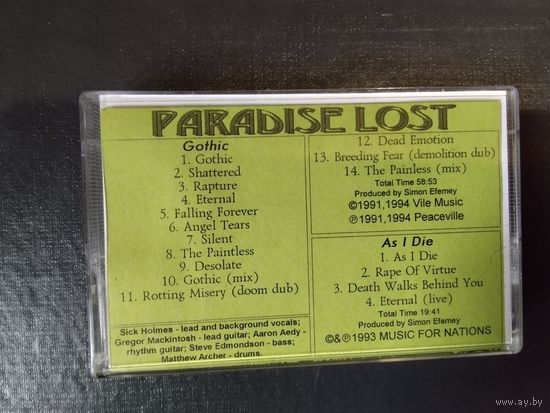 PARADISE LOST
Gothic
1. Gothic
2. Shattered
3. Rapture
4. Eternal
5. Falling Forever
6. Angel Tears
7. Silent
8. The Paintless
9. Desolate
10. Gothic (mix)
11. Rotting Misery (doom dub)
Sick Holmes - lead and background vocals;
Gregor Mackintosh - lead guitar; Aaron Aedy -
rhythm guitar; Steve Edmondson - bass;
Matthew Archer - drums.
12. Dead Emotion
13. Breeding Fear (demolition dub)
14. The Painless (mix)
Total Time 58:53
Produced by Simon Efemey
©1991,1994 Vile Music
℗1991,1994 Peaceville
As I Die
1. As I Die
2. Rape Of Virtue
3. Death Walks Behind You
4. Eternal (live)
Total Time 19:41
Produced by Simon Efemey
©&℗1993 MUSIC FOR NATIONS
www.ay.by